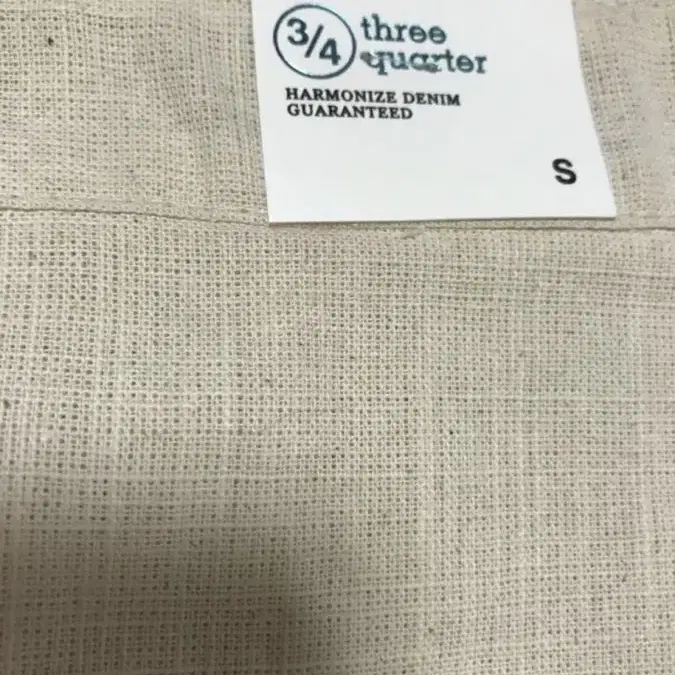 3/4 three
quarter
HARMONIZE DENIM
GUARANTEED
S